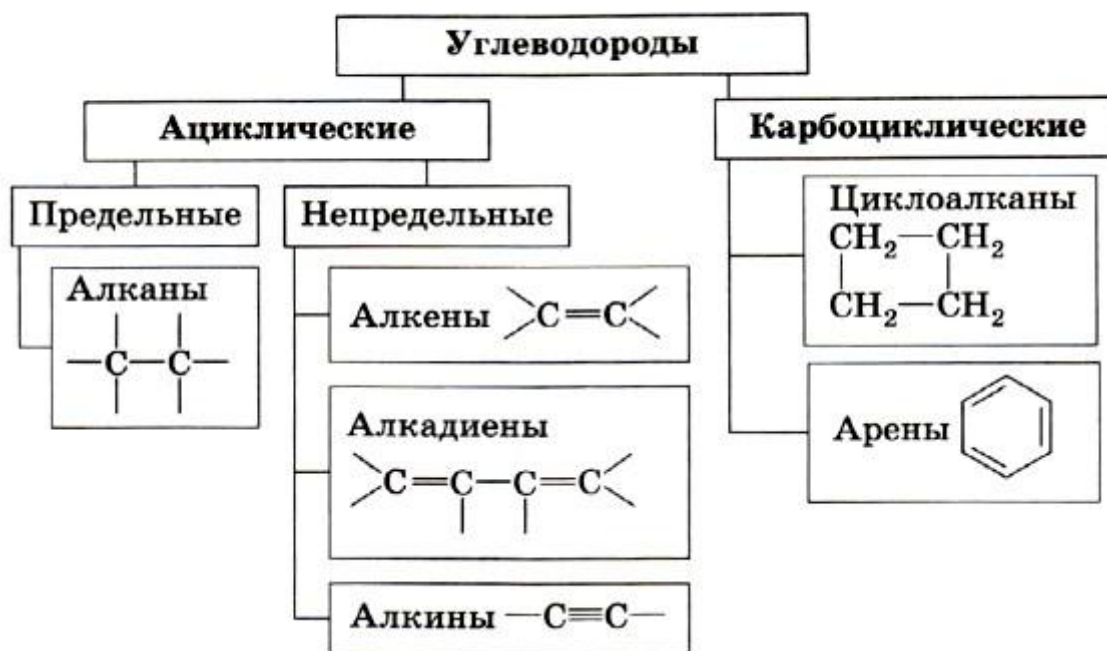 Углеводороды
Ациклические
Карбоциклические
Предельные
Непредельные
Циклоалканы
CH₂—CH₂
CH₂—CH₂
Алканы
—C—C—
Алкены C=C
Алкадиены
C=C—C=C
Арены
Алкины —C≡C—